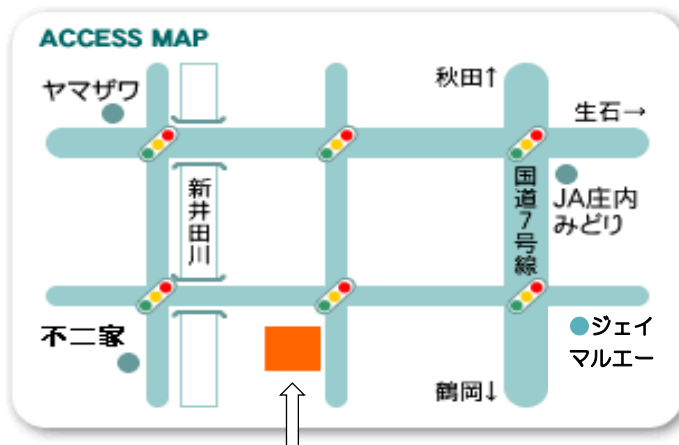 ACCESS MAP
ヤマザワ
秋田↑
生石→
新井田川
国道7号線
JA庄内
みどり
不二家
●ジェイ
マルエー
鶴岡↓